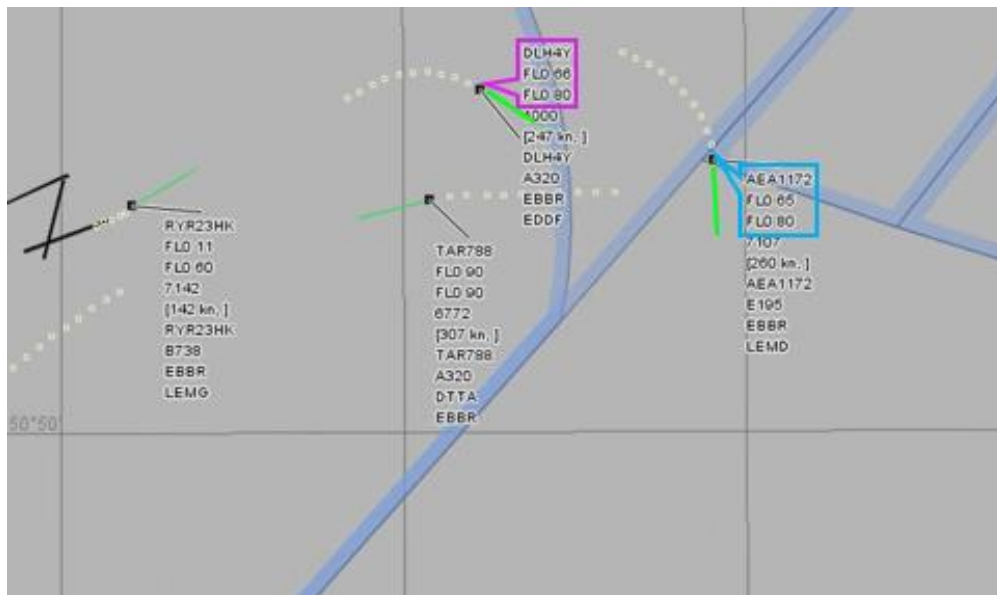 DLH4Y
FL0 66
FL0 80
1000
[247 kn, ]
DLH4Y
A320
EBBR
EDDF
AEA1172
FL0 65
FL0 80
7107
[260 kn, ]
AEA1172
E195
EBBR
LEMD
RYR23HK
FL0 11
FL0 60
7142
[142 kn, ]
RYR23HK
B738
EBBR
LEMG
TAR788
FL0 90
FL0 90
6772
[307 kn, ]
TAR788
A320
DTTA
EBBR
50°50'